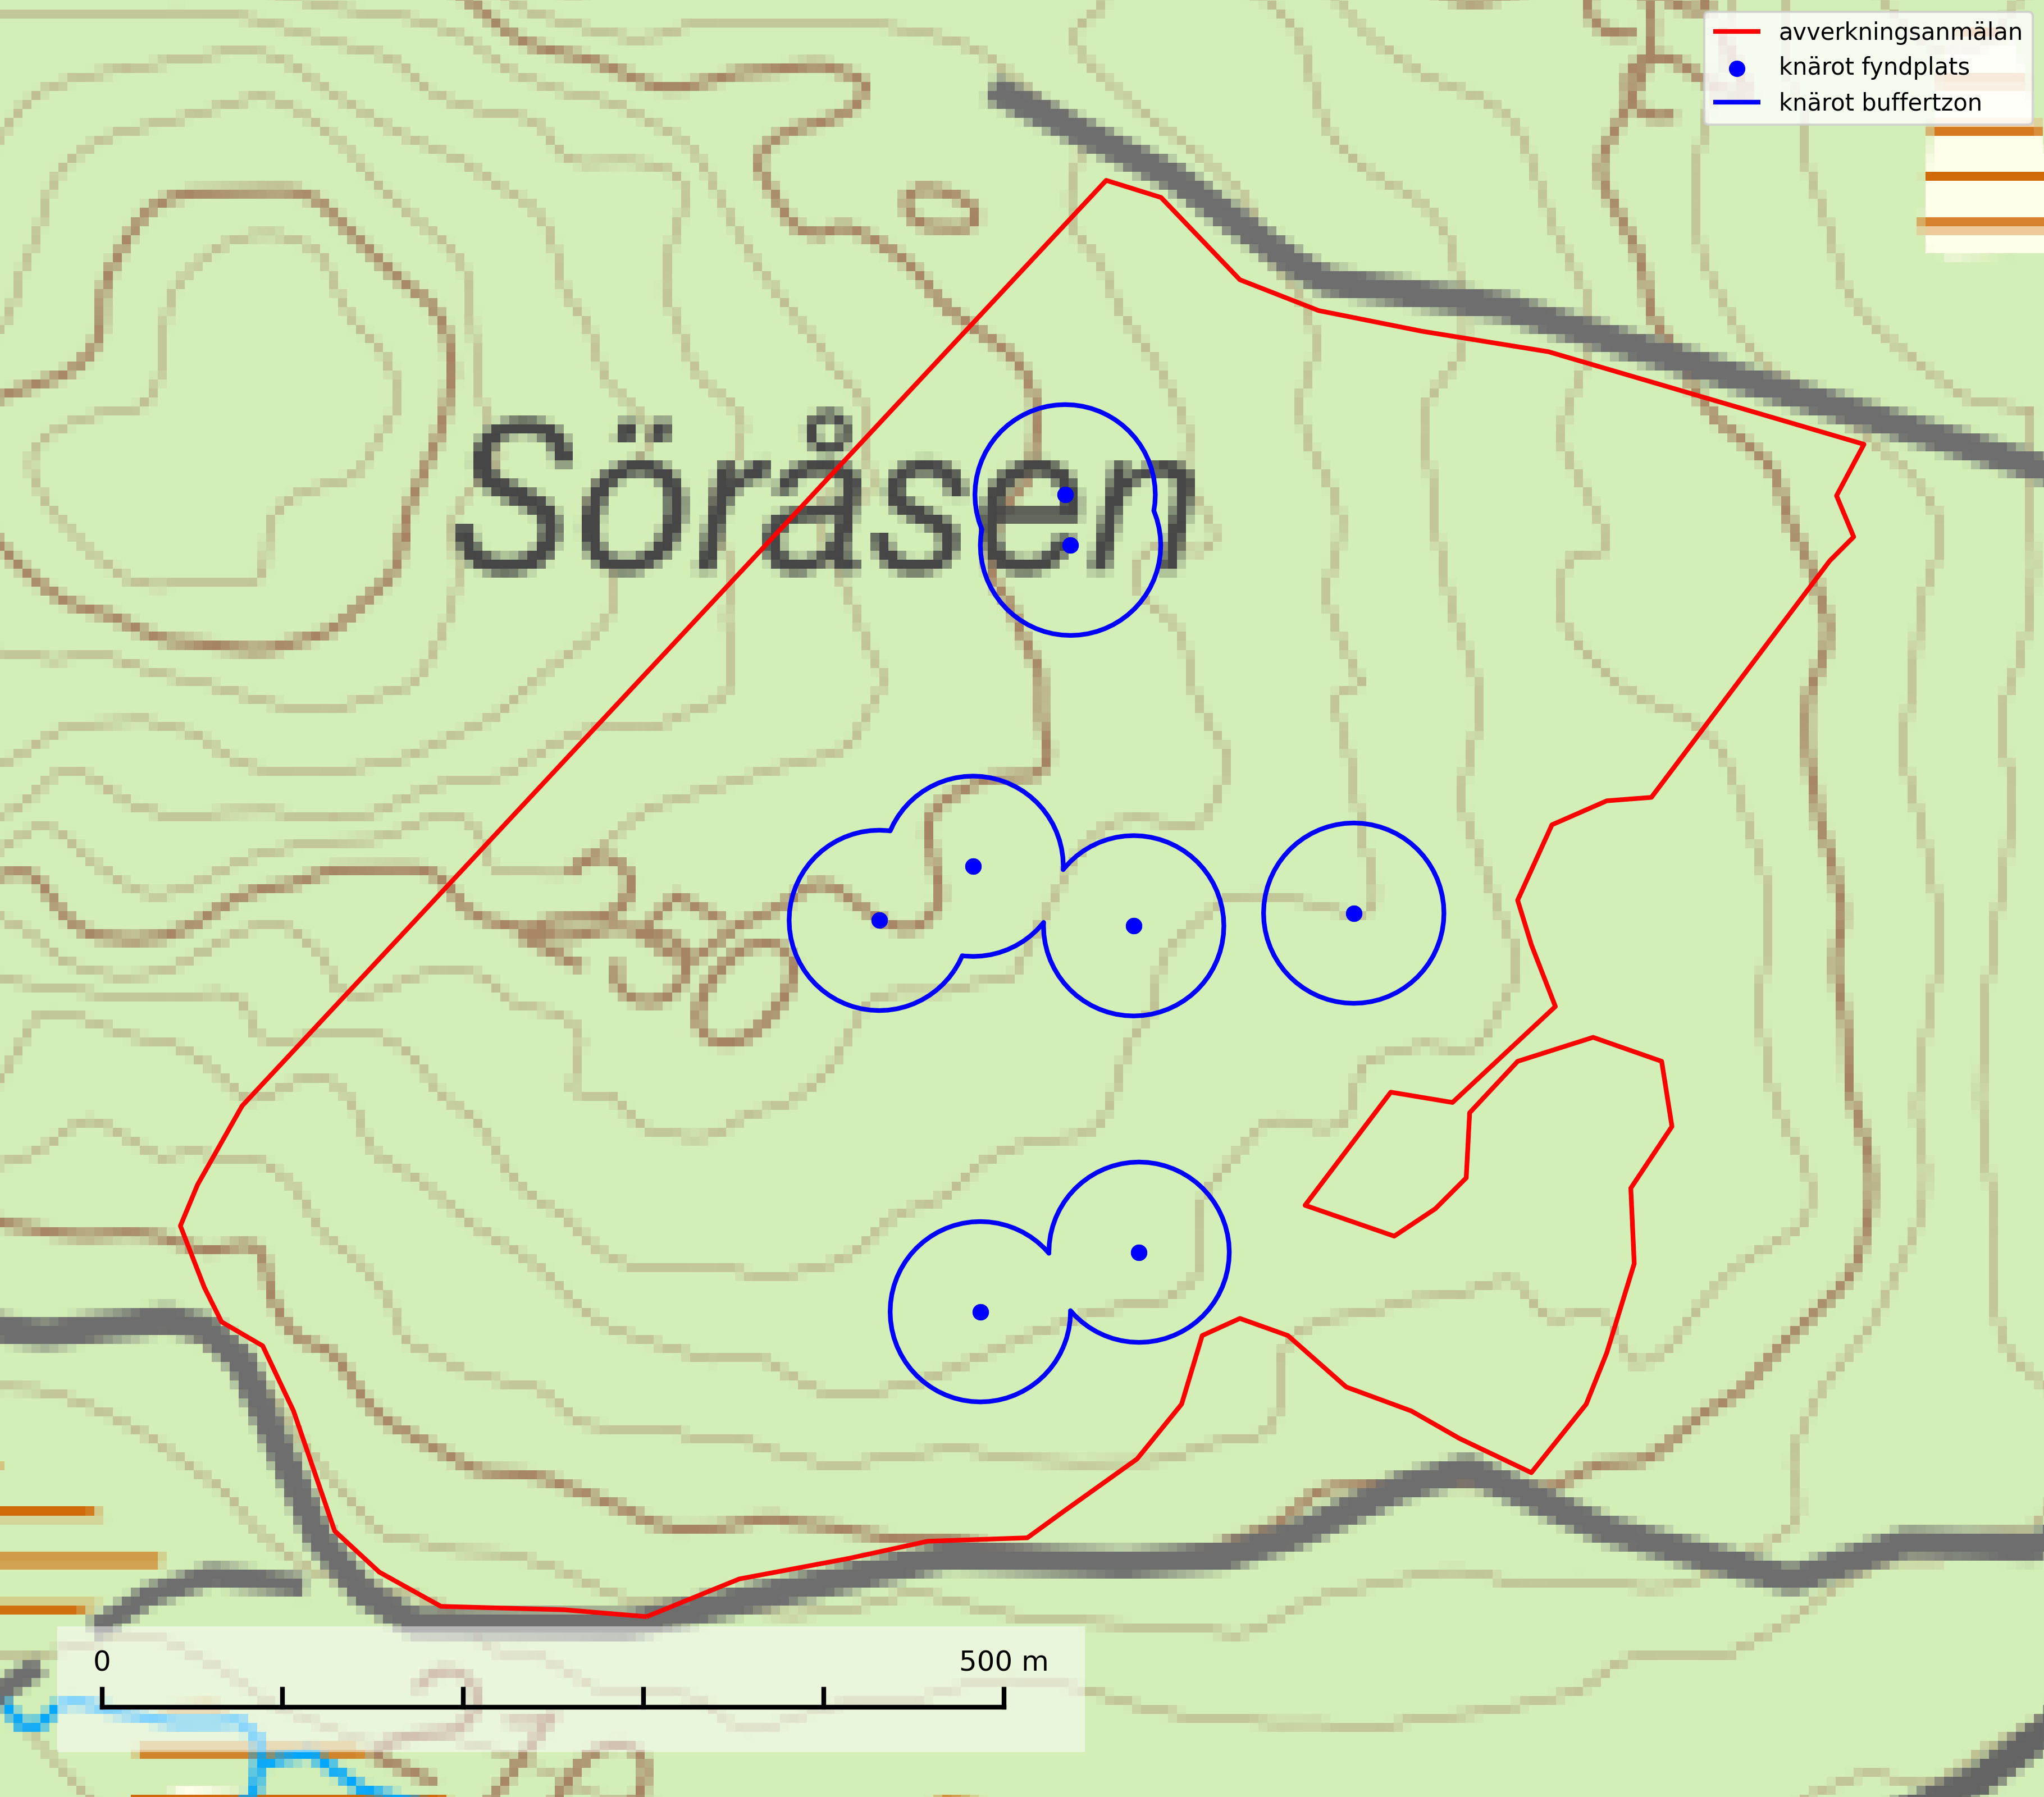 avverkningsanmälan
knärot fyndplats
knärot buffertzon
Söråsen
0 500 m